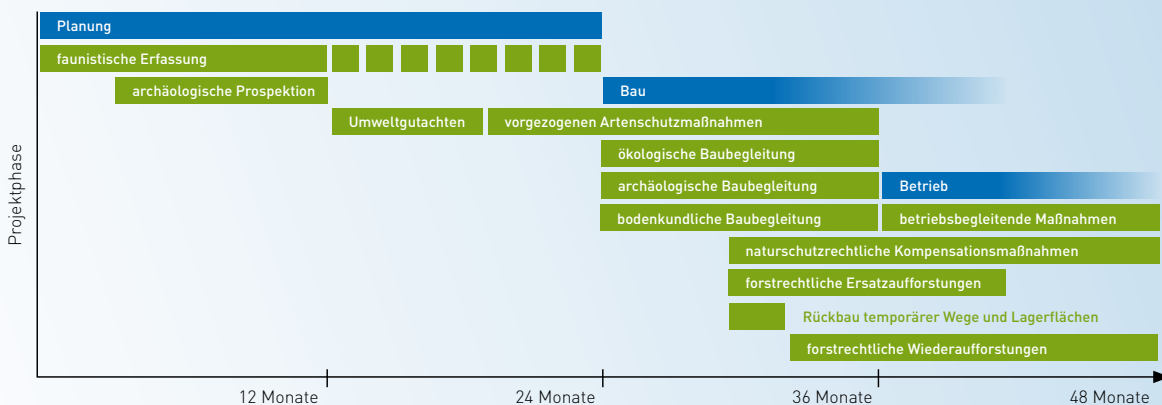 Planung
faunistische Erfassung
archäologische Prospektion
Bau
Umweltgutachten
vorgezogenen Artenschutzmaßnahmen
ökologische Baubegleitung
archäologische Baubegleitung
Betrieb
bodenkundliche Baubegleitung
betriebsbegleitende Maßnahmen
naturschutzrechtliche Kompensationsmaßnahmen
forstrechtliche Ersatzaufforstungen
Rückbau temporärer Wege und Lagerflächen
forstrechtliche Wiederaufforstungen
Projektphase
12 Monate
24 Monate
36 Monate
48 Monate